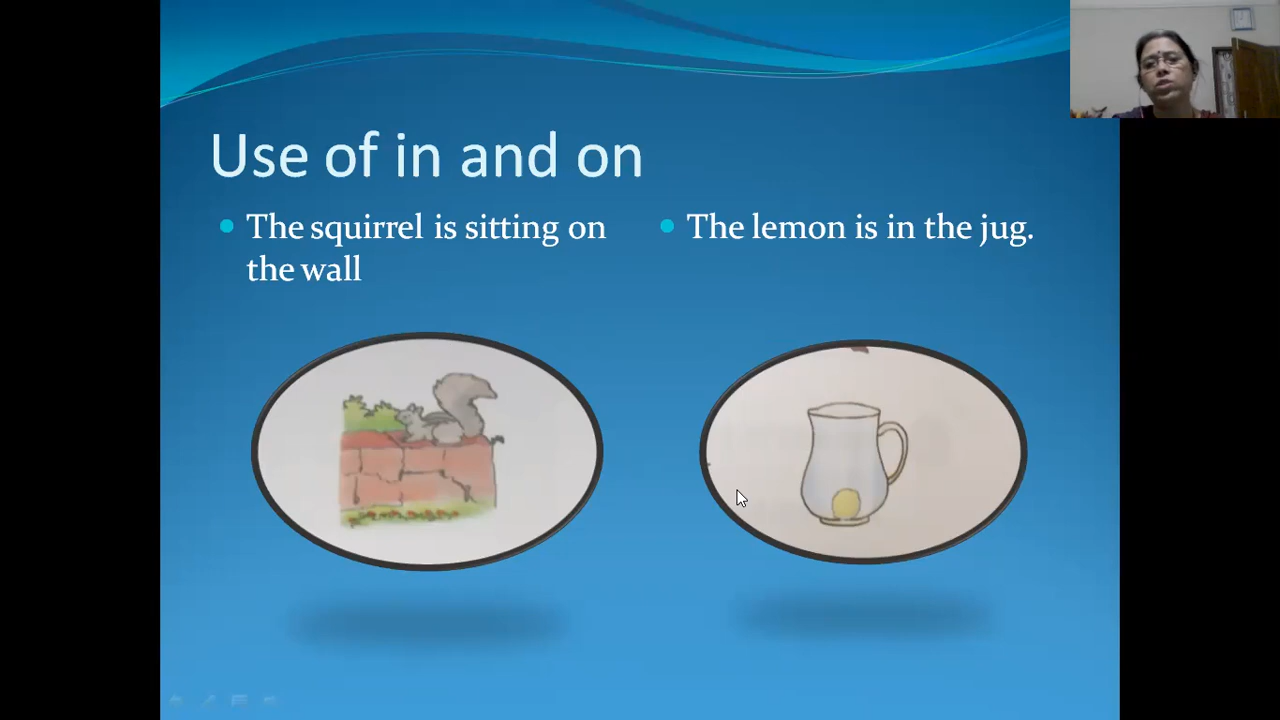 Use of in and on
The squirrel is sitting on
the wall
The lemon is in the jug.